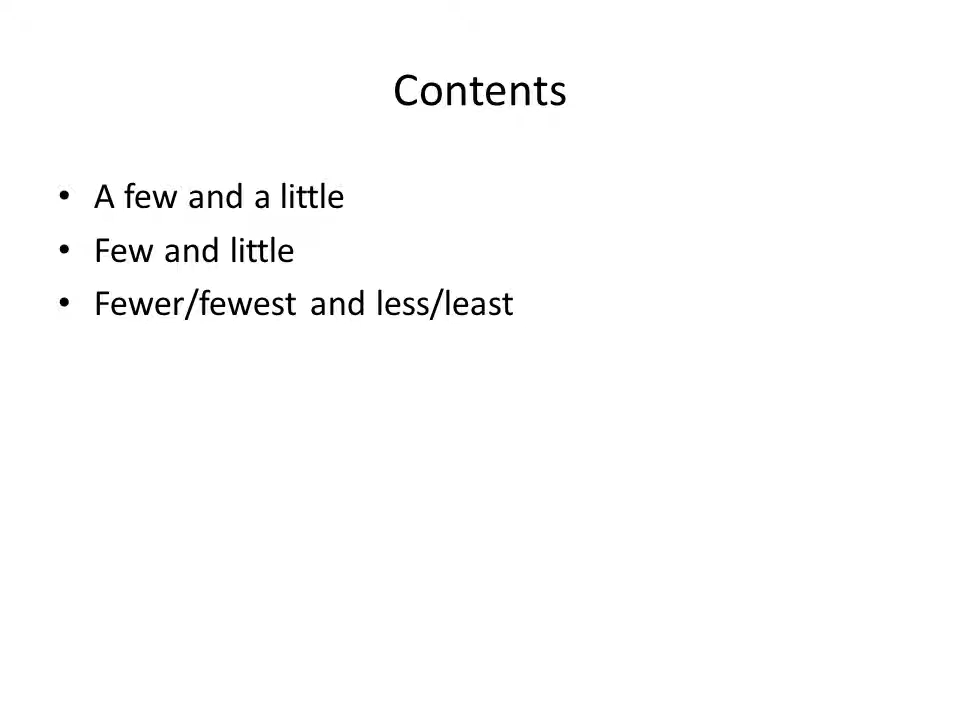 Contents
• A few and a little
• Few and little
• Fewer/fewest and less/least